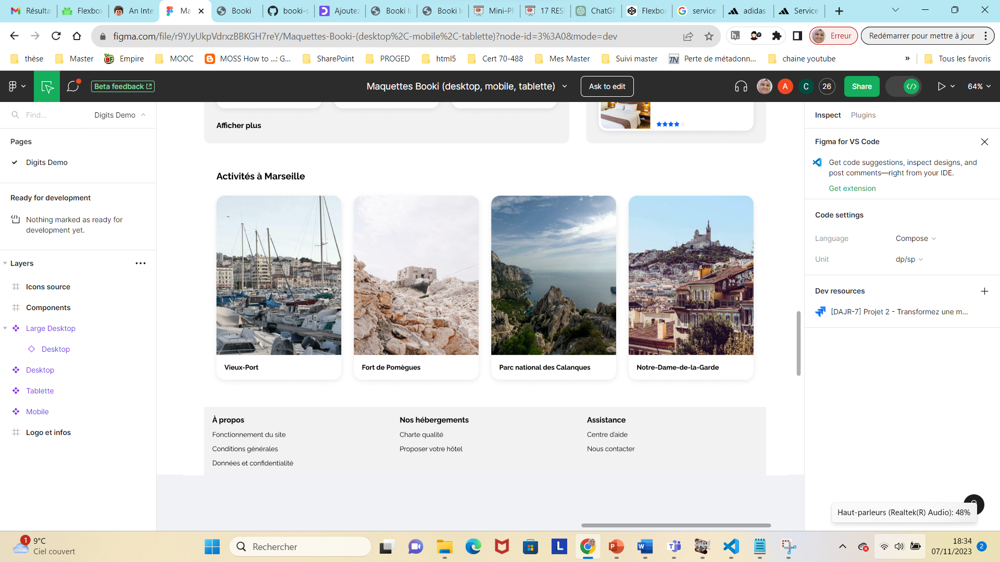 Résulta
Flexbox
An Inte
Ma
Booki
booki-s
Ajoutez
Booki I
Booki I
Mini-PR
17 RES
ChatGP
Flexbox
service
adidas
Service
figma.com/file/r9YJyUkpVdrxzBBKGH7reY/Maquettes-Booki-(desktop%2C-mobile%2C-tablette)?node-id=3%3A0&mode=dev
Erreur
Redémarrer pour mettre à jour
thèse
Master
Empire
MOOC
MOSS How to ...: G...
SharePoint
PROGED
html5
Cert 70-488
Mes Master
Suivi master
Perte de métadonn...
chaine youtube
»
Tous les favoris
Beta feedback
Maquettes Booki (desktop, mobile, tablette)
Ask to edit
A
C
26
Share
64%
Find...
Digits Demo
Pages
Digits Demo
Ready for development
Nothing marked as ready for
development yet.
Layers
Icons source
Components
Large Desktop
Desktop
Desktop
Tablette
Mobile
Logo et infos
Afficher plus
Activités à Marseille
Vieux-Port
Fort de Pomègues
Parc national des Calanques
Notre-Dame-de-la-Garde
À propos
Fonctionnement du site
Conditions générales
Données et confidentialité
Nos hébergements
Charte qualité
Proposer votre hôtel
Assistance
Centre d'aide
Nous contacter
Inspect
Plugins
Figma for VS Code
Get code suggestions, inspect designs, and
post comments—right from your IDE.
Get extension
Code settings
Language
Compose
Unit
dp/sp
Dev resources
[DAJR-7] Projet 2 - Transformez une m...
Haut-parleurs (Realtek(R) Audio): 48%
1
9°C
Ciel couvert
Rechercher
18:34
07/11/2023
2